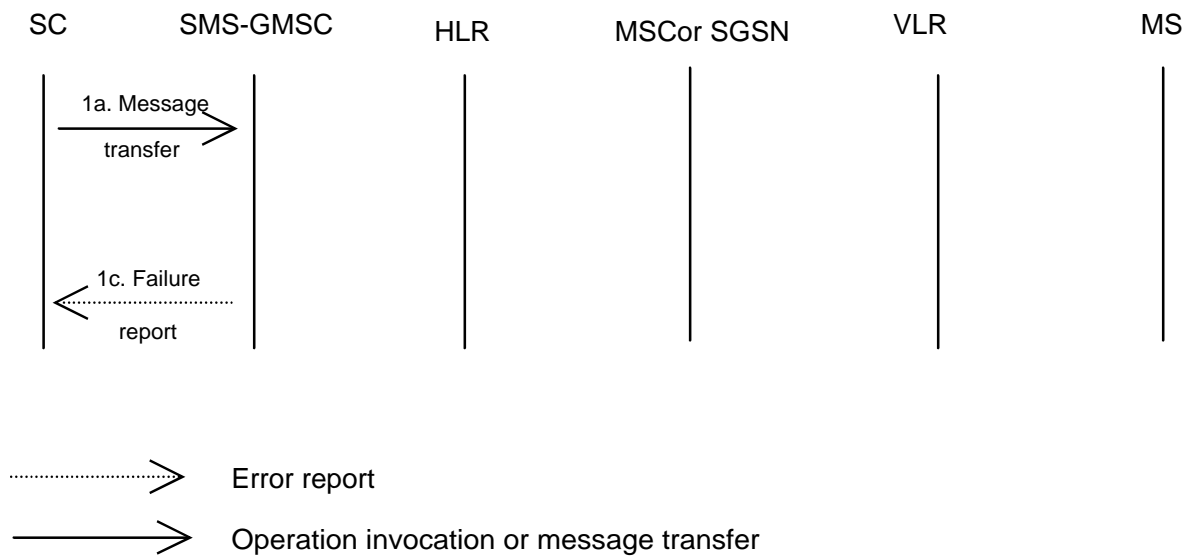 SC
SMS-GMSC
HLR
MSCor SGSN
VLR
MS
1a. Message
transfer
1c. Failure
report
Error report
Operation invocation or message transfer